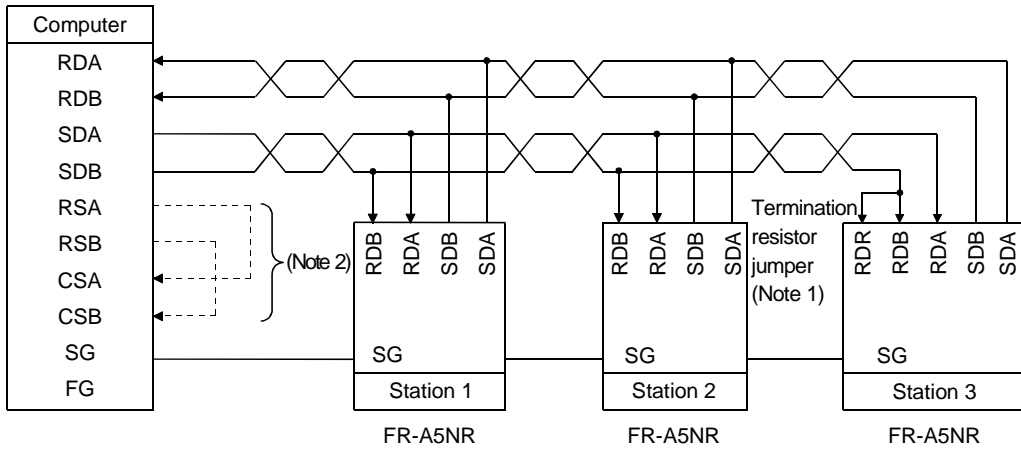 Computer
RDA
RDB
SDA
SDB
RSA
RSB
CSA
CSB
SG
FG
(Note 2)
RDB
RDA
SDB
SDA
SG
Station 1
FR-A5NR
RDB
RDA
SDB
SDA
SG
Station 2
FR-A5NR
Termination
resistor
jumper
(Note 1)
RDR
RDB
RDA
SDB
SDA
SG
Station 3
FR-A5NR